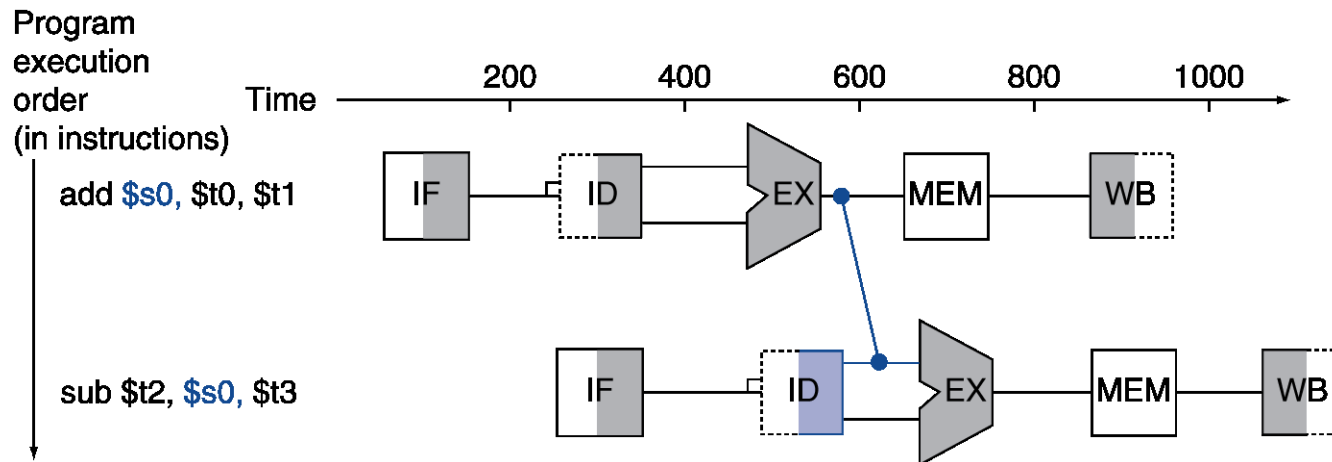 Program
execution
order
(in instructions)
Time
200 400 600 800 1000
add $s0, $t0, $t1
IF ID EX MEM WB
sub $t2, $s0, $t3
IF ID EX MEM WB